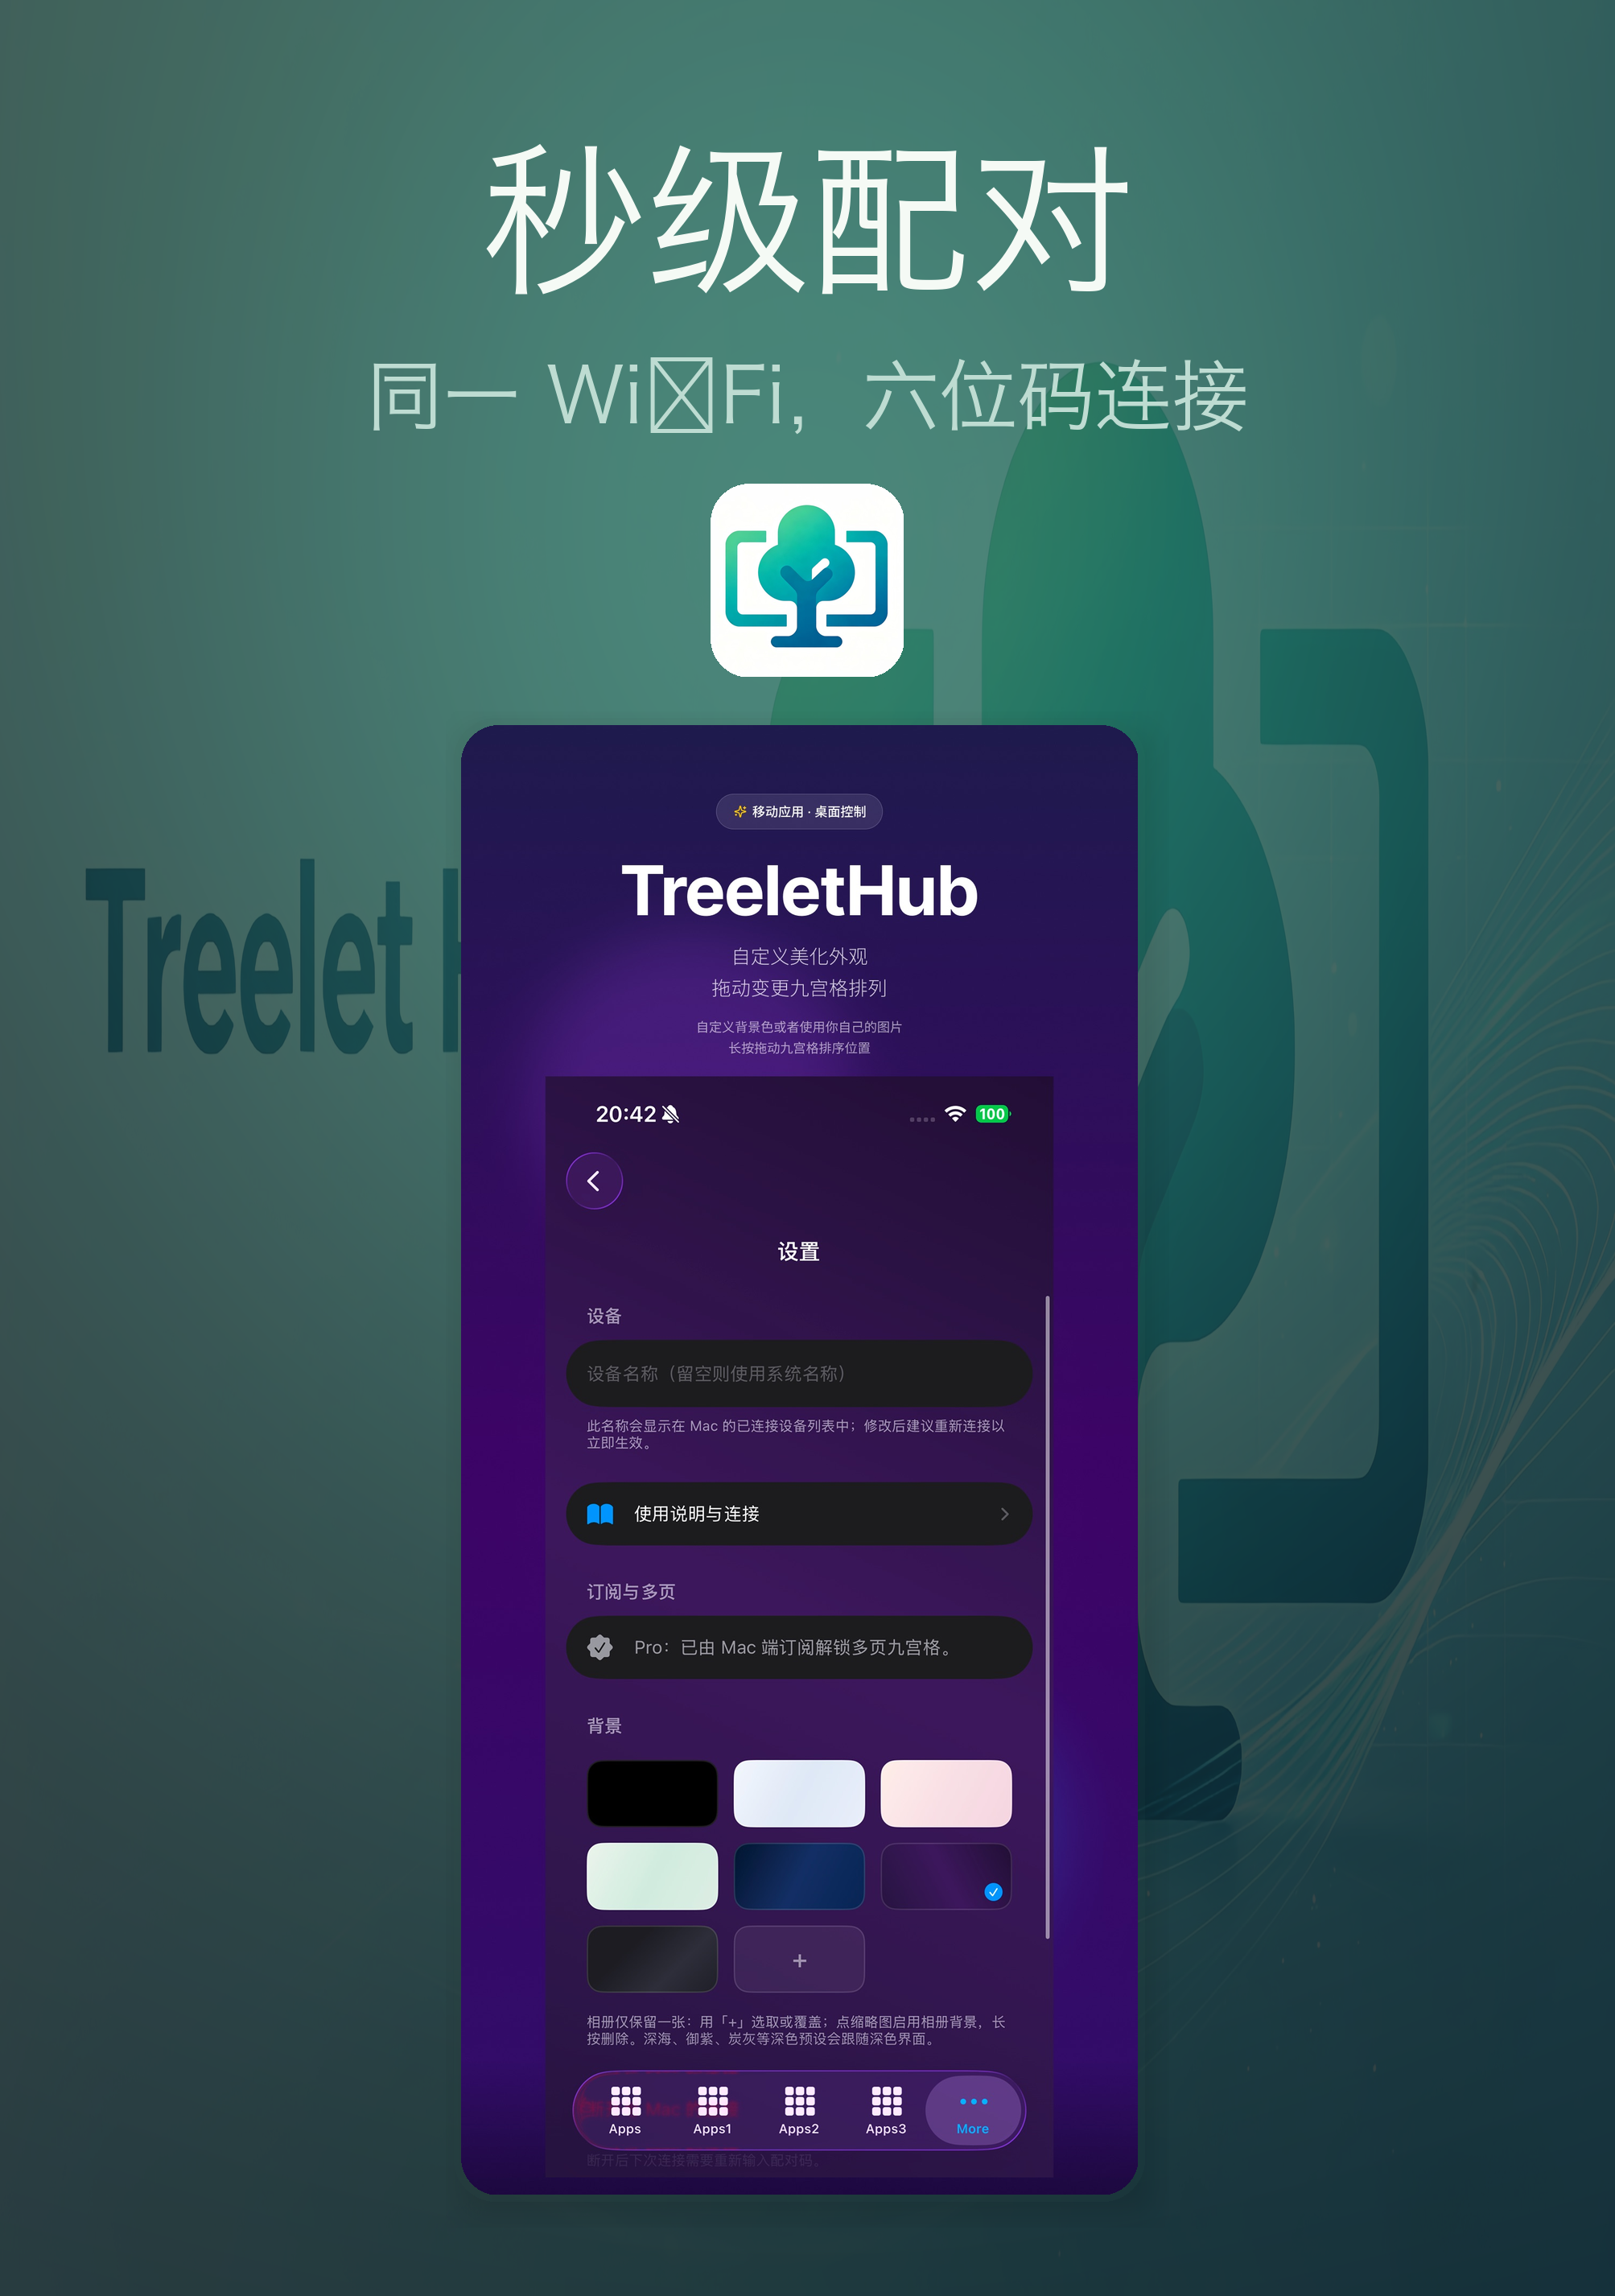 秒级配对
同一 Wi☒Fi，六位码连接
Treelet H
移动应用 · 桌面控制
TreeletHub
自定义美化外观
拖动变更九宫格排列
自定义背景色或者使用你自己的图片
长按拖动九宫格排序位置
20:42
100
设置
设备
设备名称（留空则使用系统名称）
此名称会显示在 Mac 的已连接设备列表中；修改后建议重新连接以
立即生效。
使用说明与连接
订阅与多页
Pro：已由 Mac 端订阅解锁多页九宫格。
背景
+
相册仅保留一张：用「+」选取或覆盖；点缩略图启用相册背景，长
按删除。深海、御紫、炭灰等深色预设会跟随深色界面。
Mac
Apps
Apps1
Apps2
Apps3
More
断开后下次连接需要重新输入配对码。